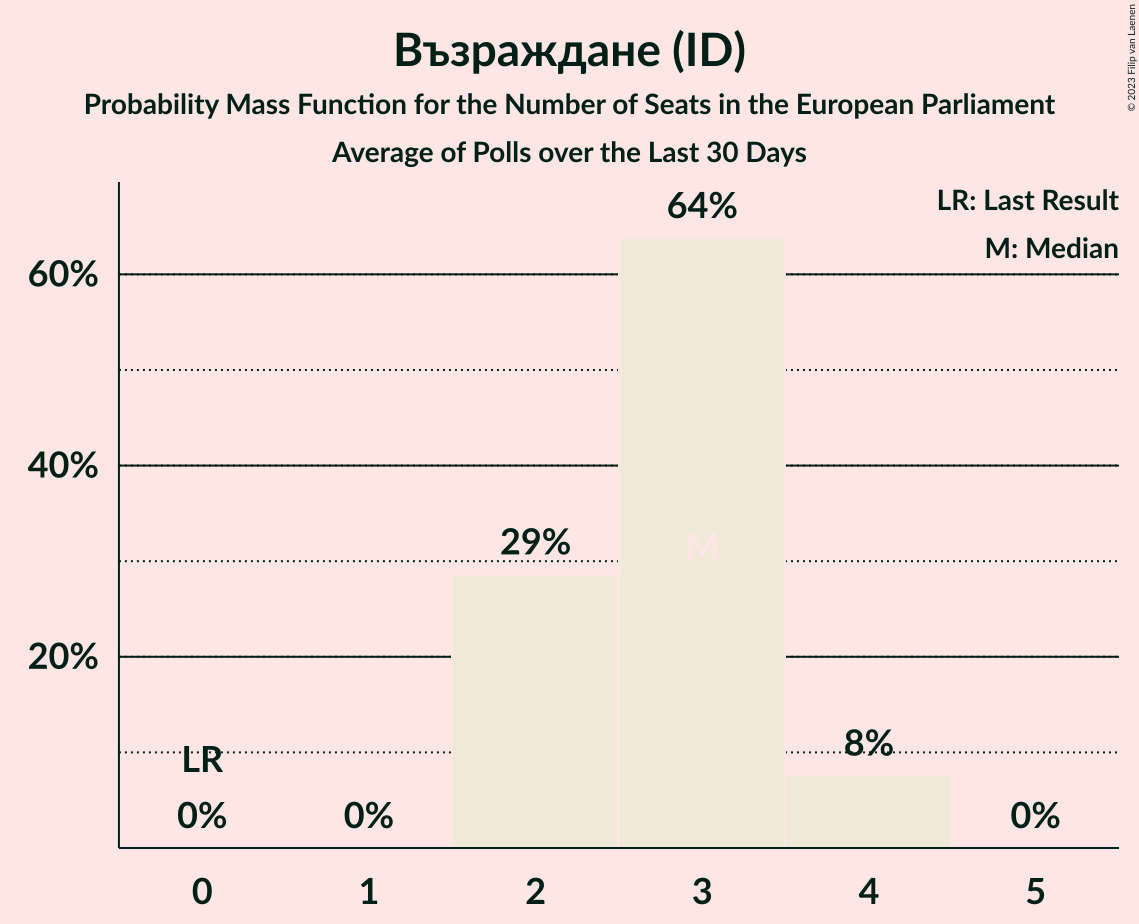 Възраждане (ID)
Probability Mass Function for the Number of Seats in the European Parliament
Average of Polls over the Last 30 Days
© 2023 Filip van Laenen
LR: Last Result
M: Median
64%
60%
40%
29%
M
20%
8%
LR
0%
0%
0%
0 1 2 3 4 5